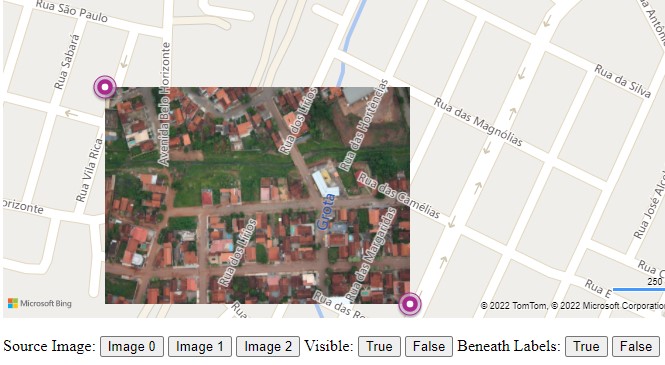 Rua São Paulo
Rua Sabará
Avenida Belo Horizonte
Rua Vila Rica
Rua dos Lírios
Rua das Hortências
Rua das Magnólias
Rua da Silva
Rua das Camélias
Grota
Rua dos Lírios
Rua das Margaridas
Microsoft Bing
250
© 2022 TomTom, © 2022 Microsoft Corporation
Source Image: Image 0 Image 1 Image 2 Visible: True False Beneath Labels: True False